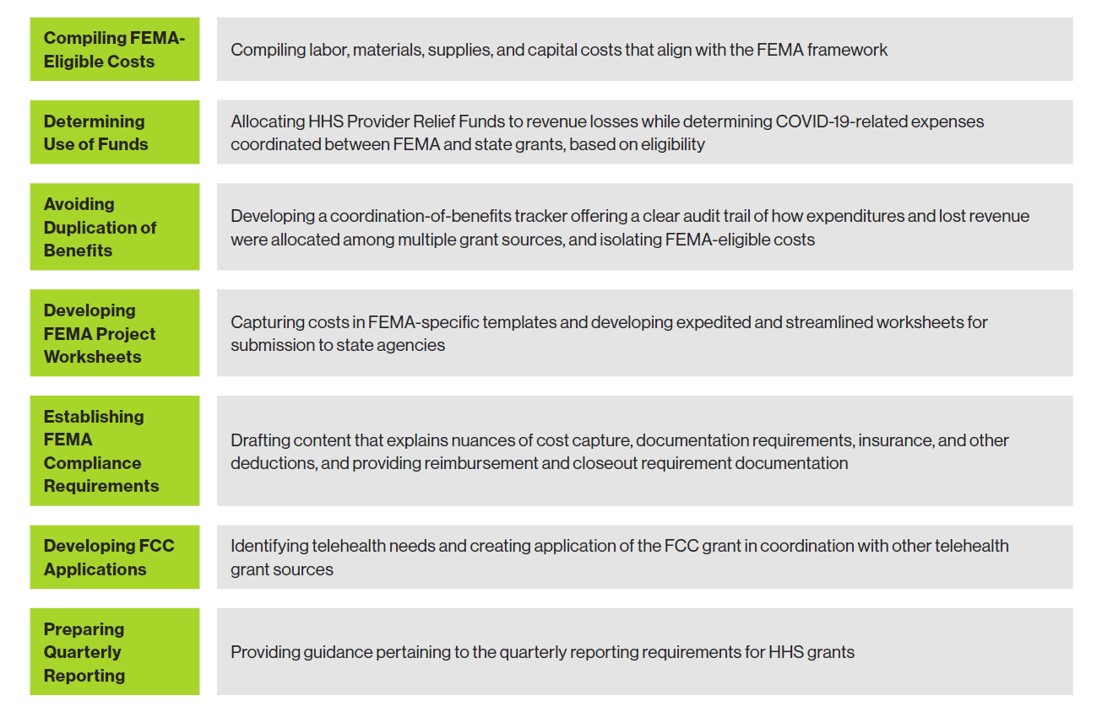 Compiling FEMA-
Eligible Costs
Compiling labor, materials, supplies, and capital costs that align with the FEMA framework
Determining
Use of Funds
Allocating HHS Provider Relief Funds to revenue losses while determining COVID-19-related expenses
coordinated between FEMA and state grants, based on eligibility
Avoiding
Duplication of
Benefits
Developing a coordination-of-benefits tracker offering a clear audit trail of how expenditures and lost revenue
were allocated among multiple grant sources, and isolating FEMA-eligible costs
Developing
FEMA Project
Worksheets
Capturing costs in FEMA-specific templates and developing expedited and streamlined worksheets for
submission to state agencies
Establishing
FEMA
Compliance
Requirements
Drafting content that explains nuances of cost capture, documentation requirements, insurance, and other
deductions, and providing reimbursement and closeout requirement documentation
Developing FCC
Applications
Identifying telehealth needs and creating application of the FCC grant in coordination with other telehealth
grant sources
Preparing
Quarterly
Reporting
Providing guidance pertaining to the quarterly reporting requirements for HHS grants